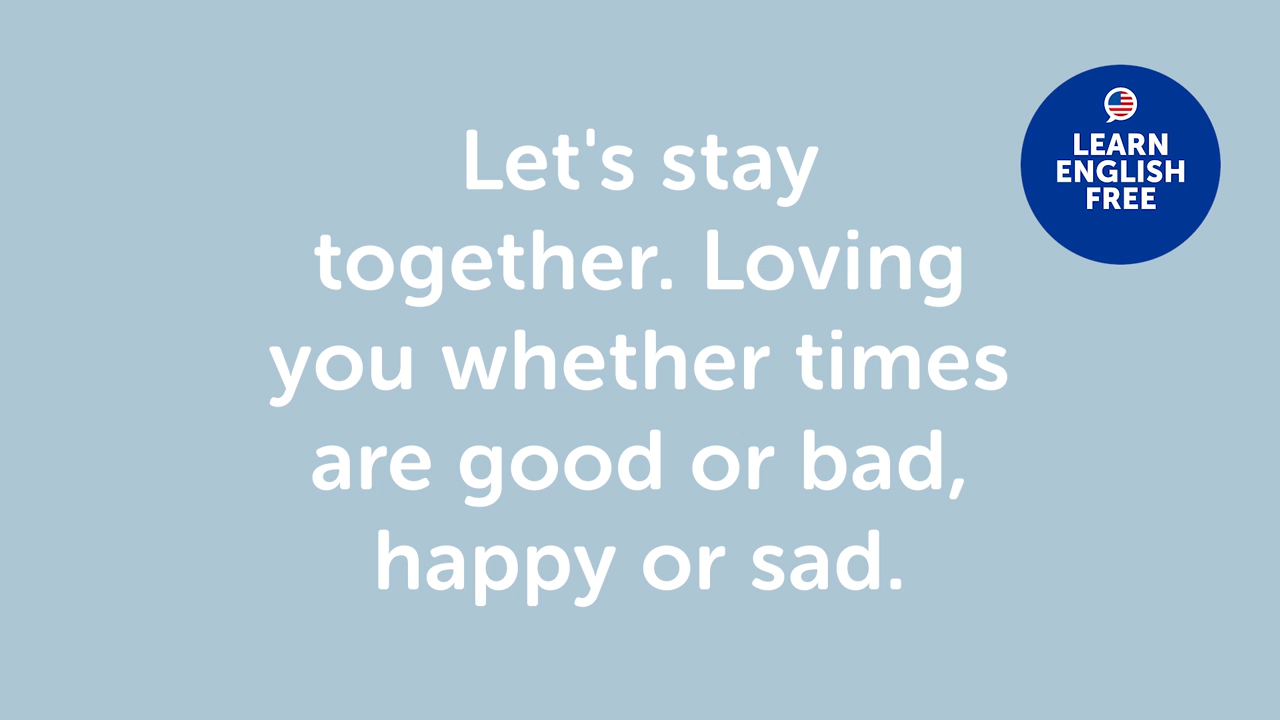 Let's stay
together. Loving
you whether times
are good or bad,
happy or sad.
LEARN
ENGLISH
FREE